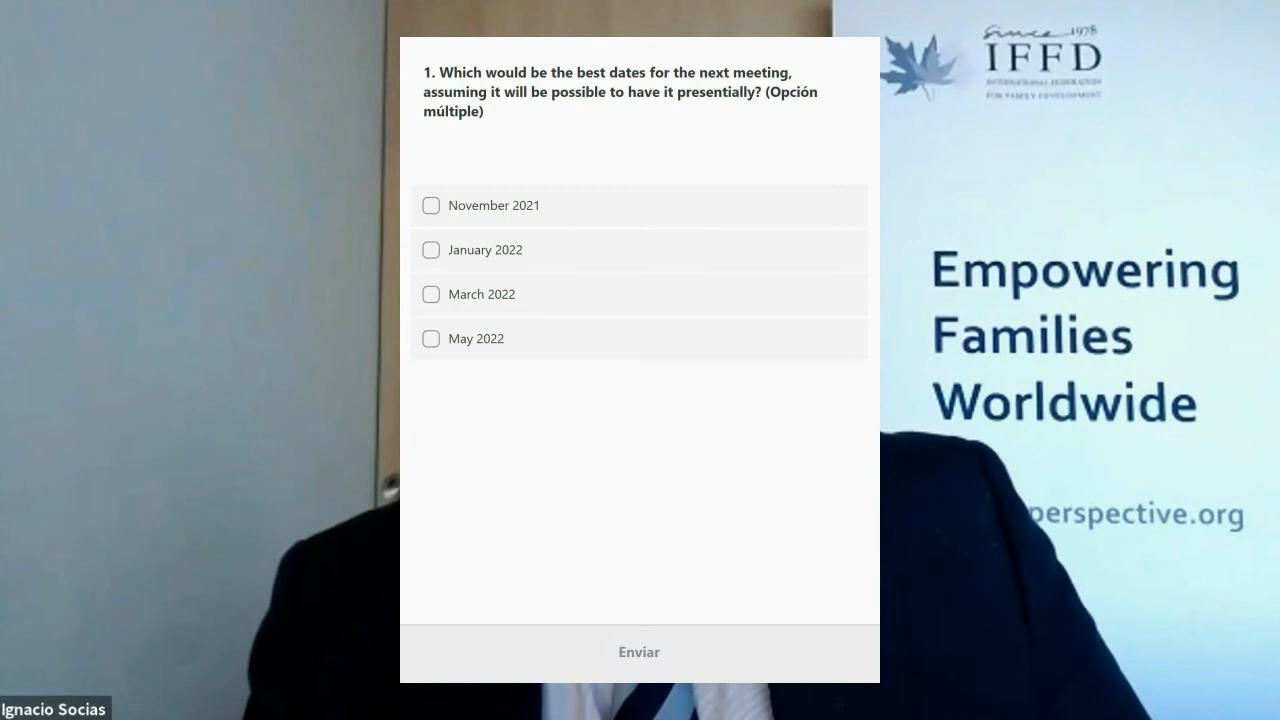 1. Which would be the best dates for the next meeting,
assuming it will be possible to have it presentially? (Opción
múltiple)
November 2021
January 2022
March 2022
May 2022
Enviar
Since 1978
IFFD
INTERNATIONAL FEDERATION
FOR FAMILY DEVELOPMENT
Empowering
Families
Worldwide
perspective.org
Ignacio Socias